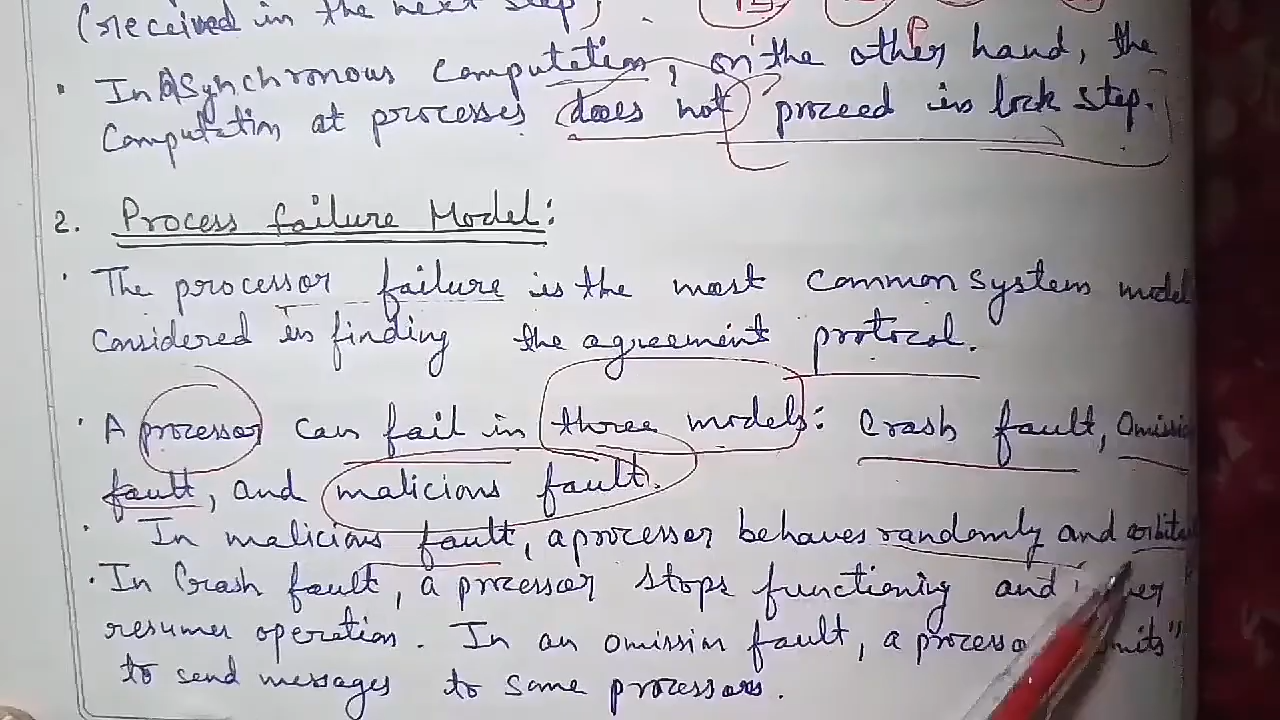 (received in the next step).
• In Asynchronous Computation, on the other hand, the
Computation at processes does not proceed in lock step.
2. Process failure Model:
• The processor failure is the most Common System model
Considered in finding the agreement protocol.
• A processor can fail in three models: Crash fault, Omissi
fault, and malicious fault.
• In malicious fault, a processor behaves randomly and
• In Crash fault, a processor stops functioning and
resumes operation. In an omission fault, a
to send messages to some processors.